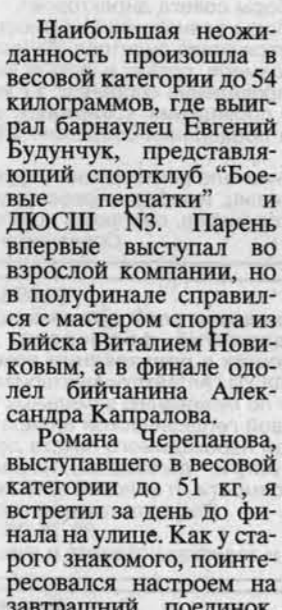 Наибольшая неожи-
данность произошла в
весовой категории до 54
килограммов, где выиг-
рал барнаулец Евгений
Будунчук, представля-
ющий спортклуб "Бое-
вые перчатки" и
ДЮСШ N3. Парень
впервые выступал во
взрослой компании, но
в полуфинале справил-
ся с мастером спорта из
Бийска Виталием Нови-
ковым, а в финале одо-
лел бийчанина Алек-
сандра Капралова.
Романа Черепанова,
выступавшего в весовой
категории до 51 кг, я
встретил за день до фи-
нала на улице. Как у ста-
рого знакомого, поинте-
ресовался настроем на
завтрашний поединок.